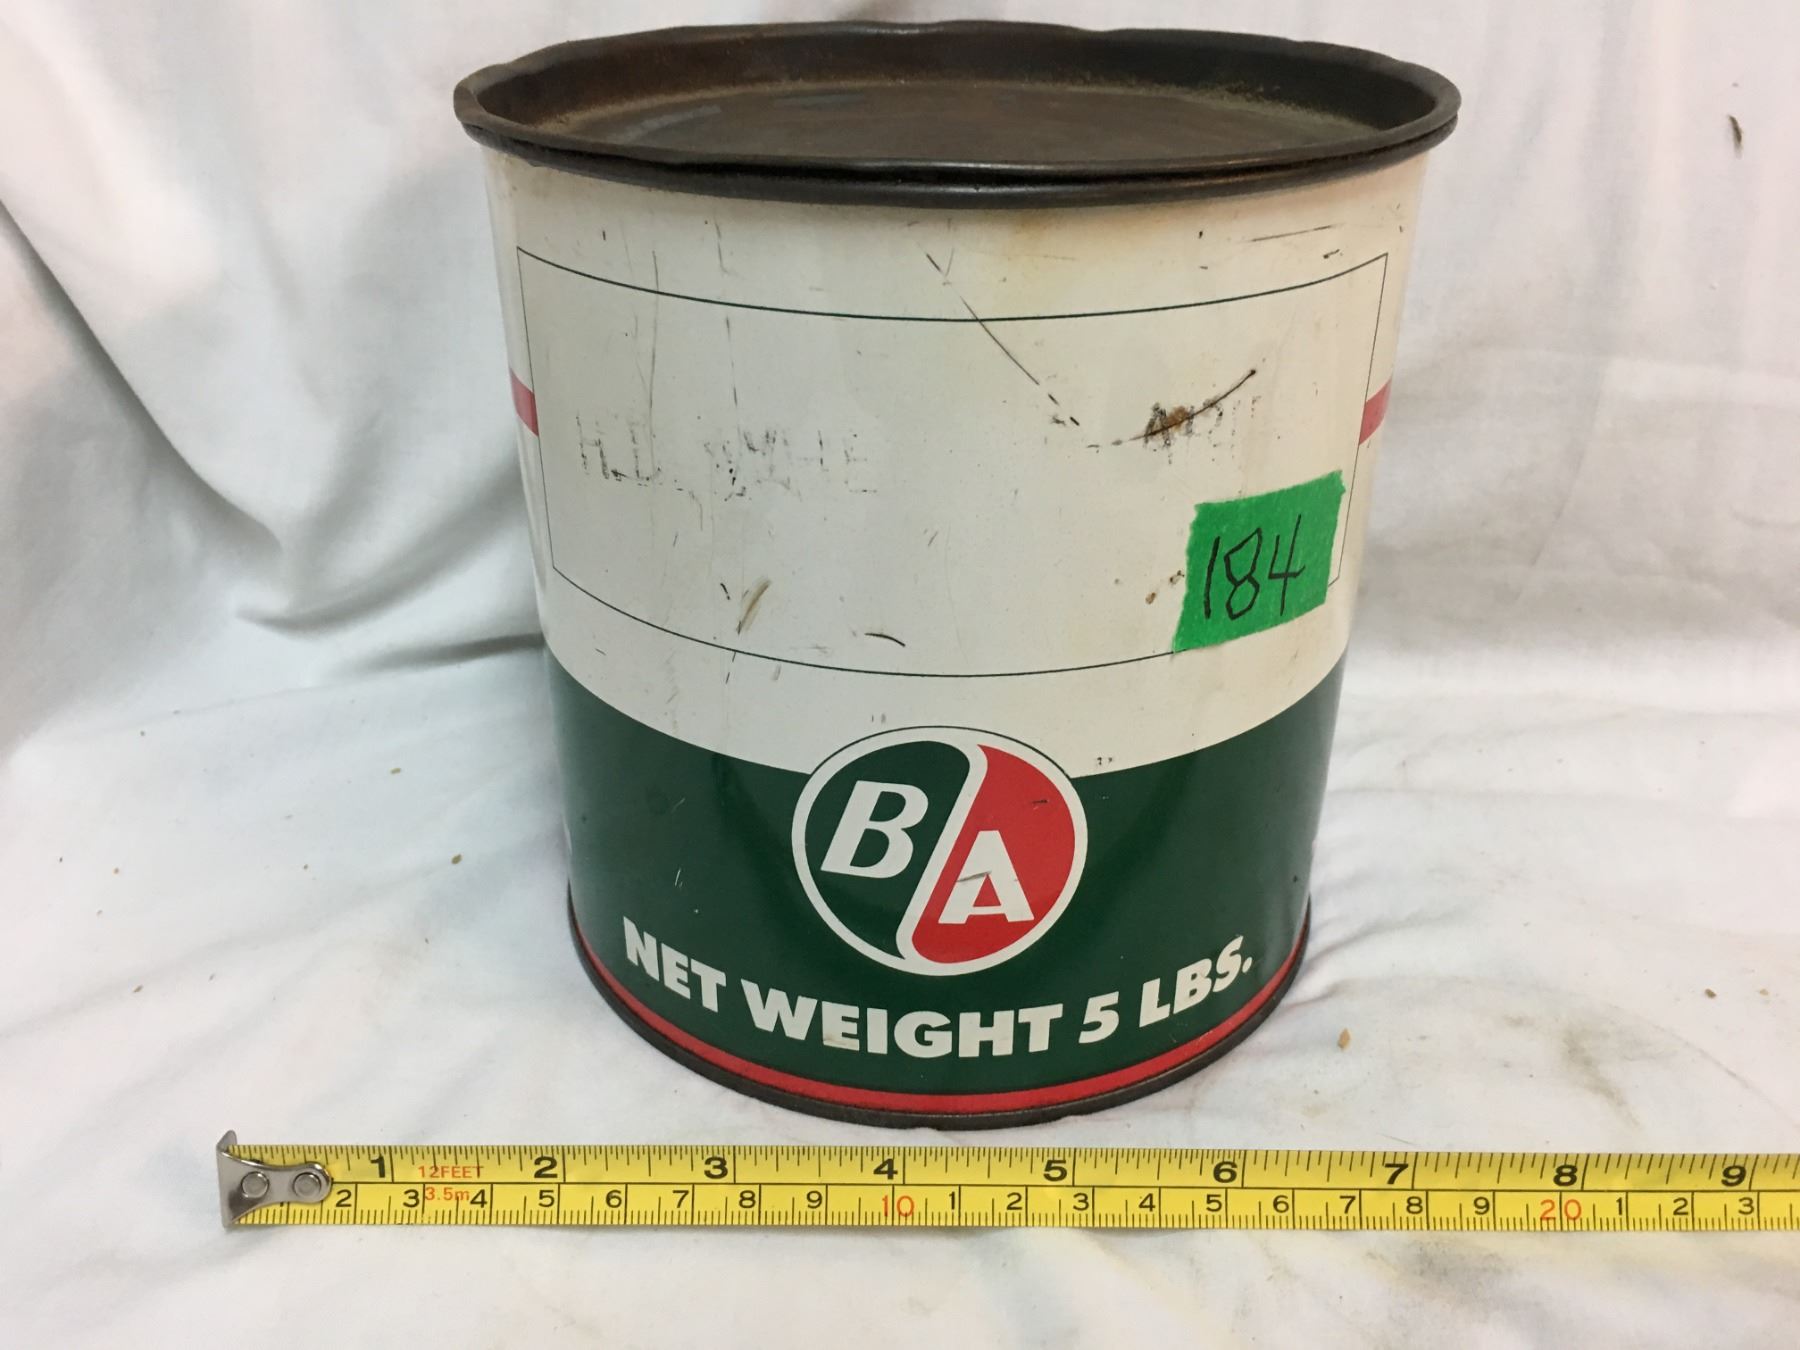 184
B A
NET WEIGHT 5 LBS.
1 2 3 4 5 6 7 8 9
12FEET
3.5m
2 3 4 5 6 7 8 9 10 1 2 3 4 5 6 7 8 9 20 1 2 3